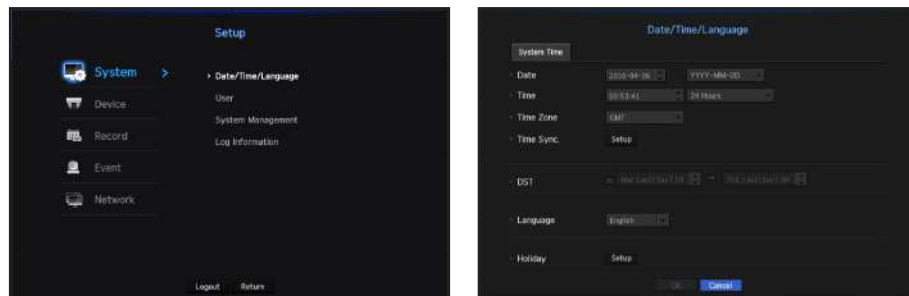 Setup
System >
Device
Record
Event
Network
› Date/Time/Language
User
System Management
Log Information
Logout Return
Date/Time/Language
System Time
Date 2016-04-26 YYYY-MM-DD
Time 24 Hours
Time Zone GMT
Time Sync. Setup
DST
Language English
Holiday Setup
OK Cancel